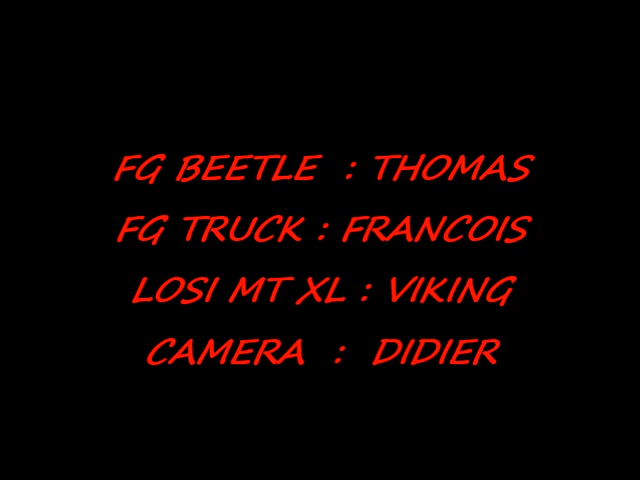 FG BEETLE : THOMAS
FG TRUCK : FRANCOIS
LOSI MT XL : VIKING
CAMERA : DIDIER